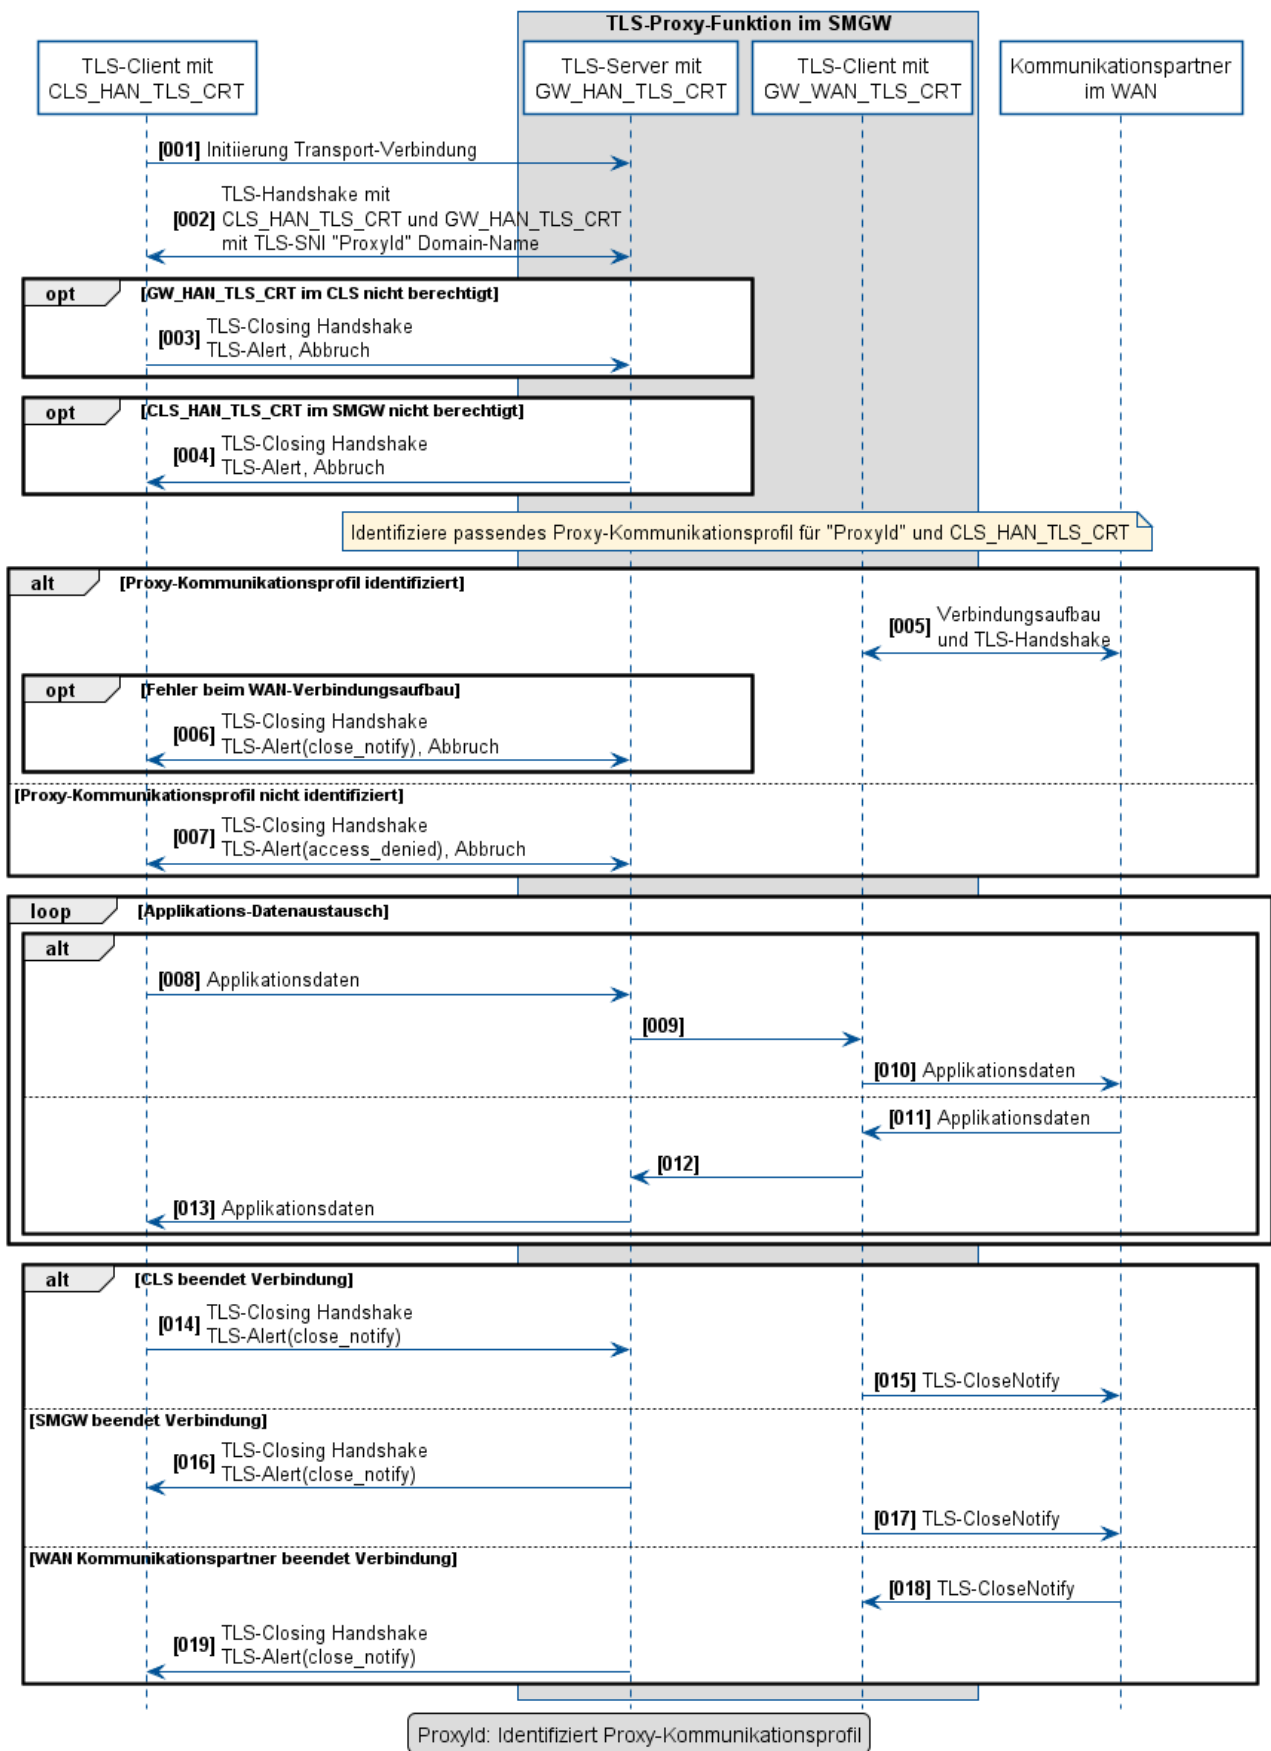 TLS-Proxy-Funktion im SMGW
TLS-Client mit
CLS_HAN_TLS_CRT
TLS-Server mit
GW_HAN_TLS_CRT
TLS-Client mit
GW_WAN_TLS_CRT
Kommunikationspartner
im WAN
[001] Initiierung Transport-Verbindung
TLS-Handshake mit
[002] CLS_HAN_TLS_CRT und GW_HAN_TLS_CRT
mit TLS-SNI "ProxyId" Domain-Name
opt [GW_HAN_TLS_CRT im CLS nicht berechtigt]
[003] TLS-Closing Handshake
TLS-Alert, Abbruch
opt [CLS_HAN_TLS_CRT im SMGW nicht berechtigt]
[004] TLS-Closing Handshake
TLS-Alert, Abbruch
Identifiziere passendes Proxy-Kommunikationsprofil für "ProxyId" und CLS_HAN_TLS_CRT
alt [Proxy-Kommunikationsprofil identifiziert]
[005] Verbindungsaufbau
und TLS-Handshake
opt [Fehler beim WAN-Verbindungsaufbau]
[006] TLS-Closing Handshake
TLS-Alert(close_notify), Abbruch
[Proxy-Kommunikationsprofil nicht identifiziert]
[007] TLS-Closing Handshake
TLS-Alert(access_denied), Abbruch
loop [Applikations-Datenaustausch]
alt
[008] Applikationsdaten
[009]
[010] Applikationsdaten
[011] Applikationsdaten
[012]
[013] Applikationsdaten
alt [CLS beendet Verbindung]
[014] TLS-Closing Handshake
TLS-Alert(close_notify)
[015] TLS-CloseNotify
[SMGW beendet Verbindung]
[016] TLS-Closing Handshake
TLS-Alert(close_notify)
[017] TLS-CloseNotify
[WAN Kommunikationspartner beendet Verbindung]
[018] TLS-CloseNotify
[019] TLS-Closing Handshake
TLS-Alert(close_notify)
ProxyId: Identifiziert Proxy-Kommunikationsprofil